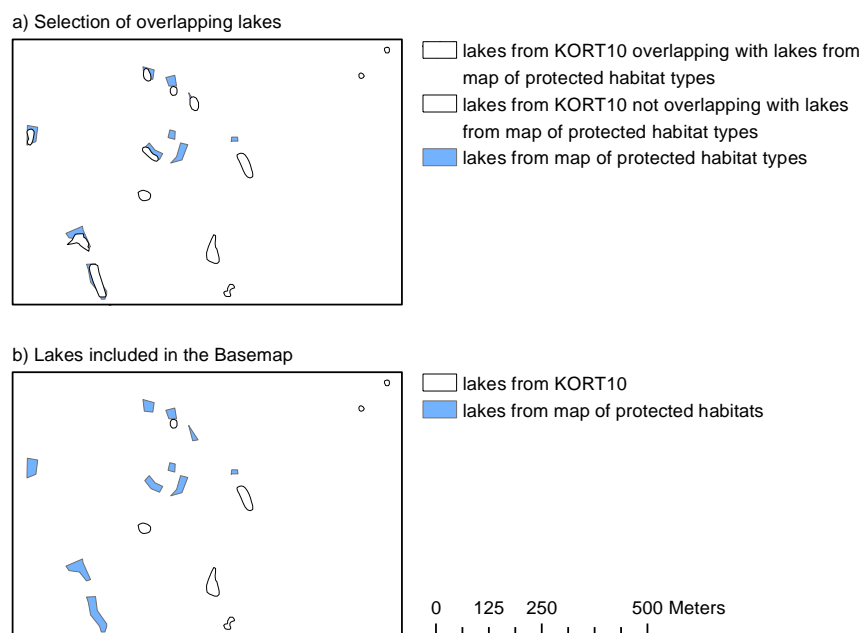 a) Selection of overlapping lakes
lakes from KORT10 overlapping with lakes from
map of protected habitat types
lakes from KORT10 not overlapping with lakes
from map of protected habitat types
lakes from map of protected habitat types
b) Lakes included in the Basemap
lakes from KORT10
lakes from map of protected habitats
0 125 250 500 Meters